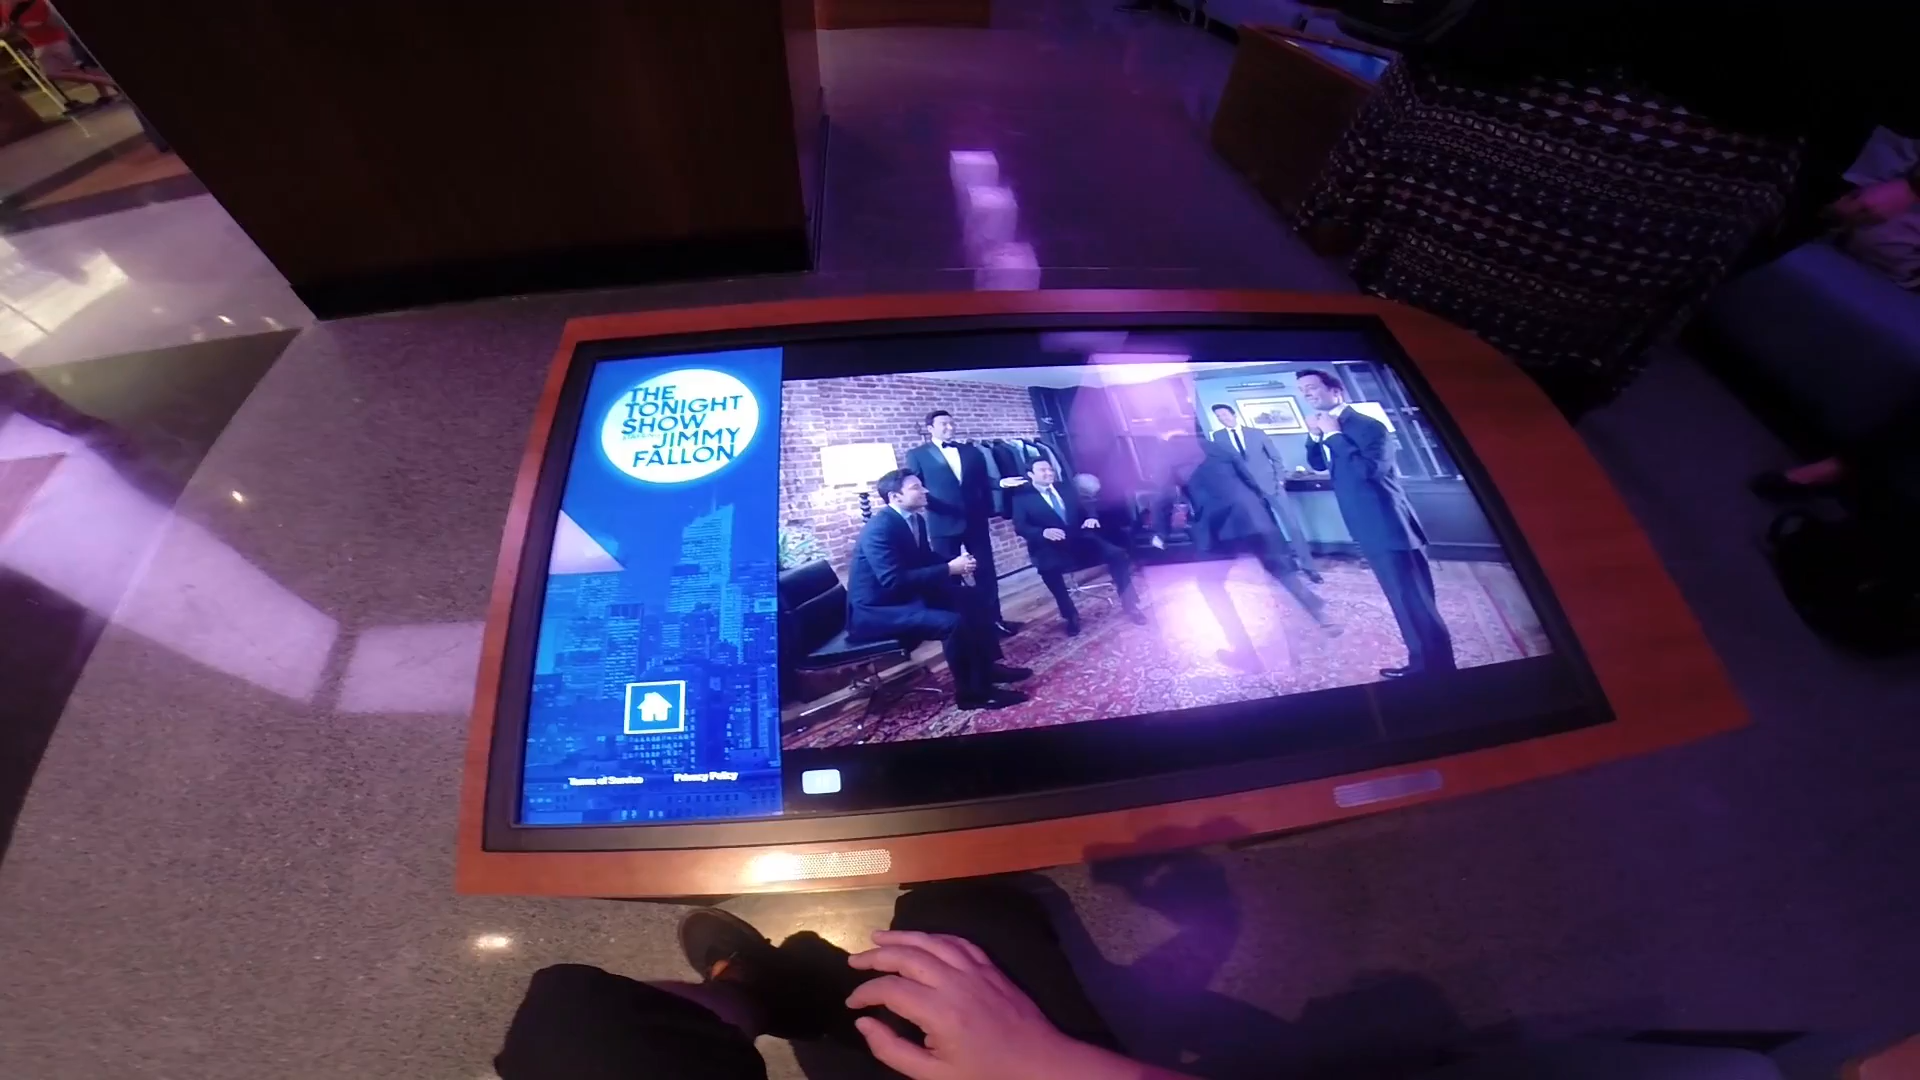 THE
TONIGHT
SHOW
JIMMY
FALLON
Terms of Service
Privacy Policy